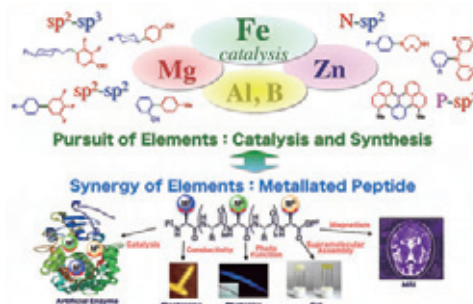 sp²-sp³
Fe
catalysis
N-sp²
Mg
Zn
sp²-sp²
Al, B
P-sp²
Pursuit of Elements : Catalysis and Synthesis
Synergy of Elements : Metallated Peptide
Catalysis
Conductivity
Photo
Function
Supramolecular
Assembly
Magnetism
Artificial Enzyme
MRI